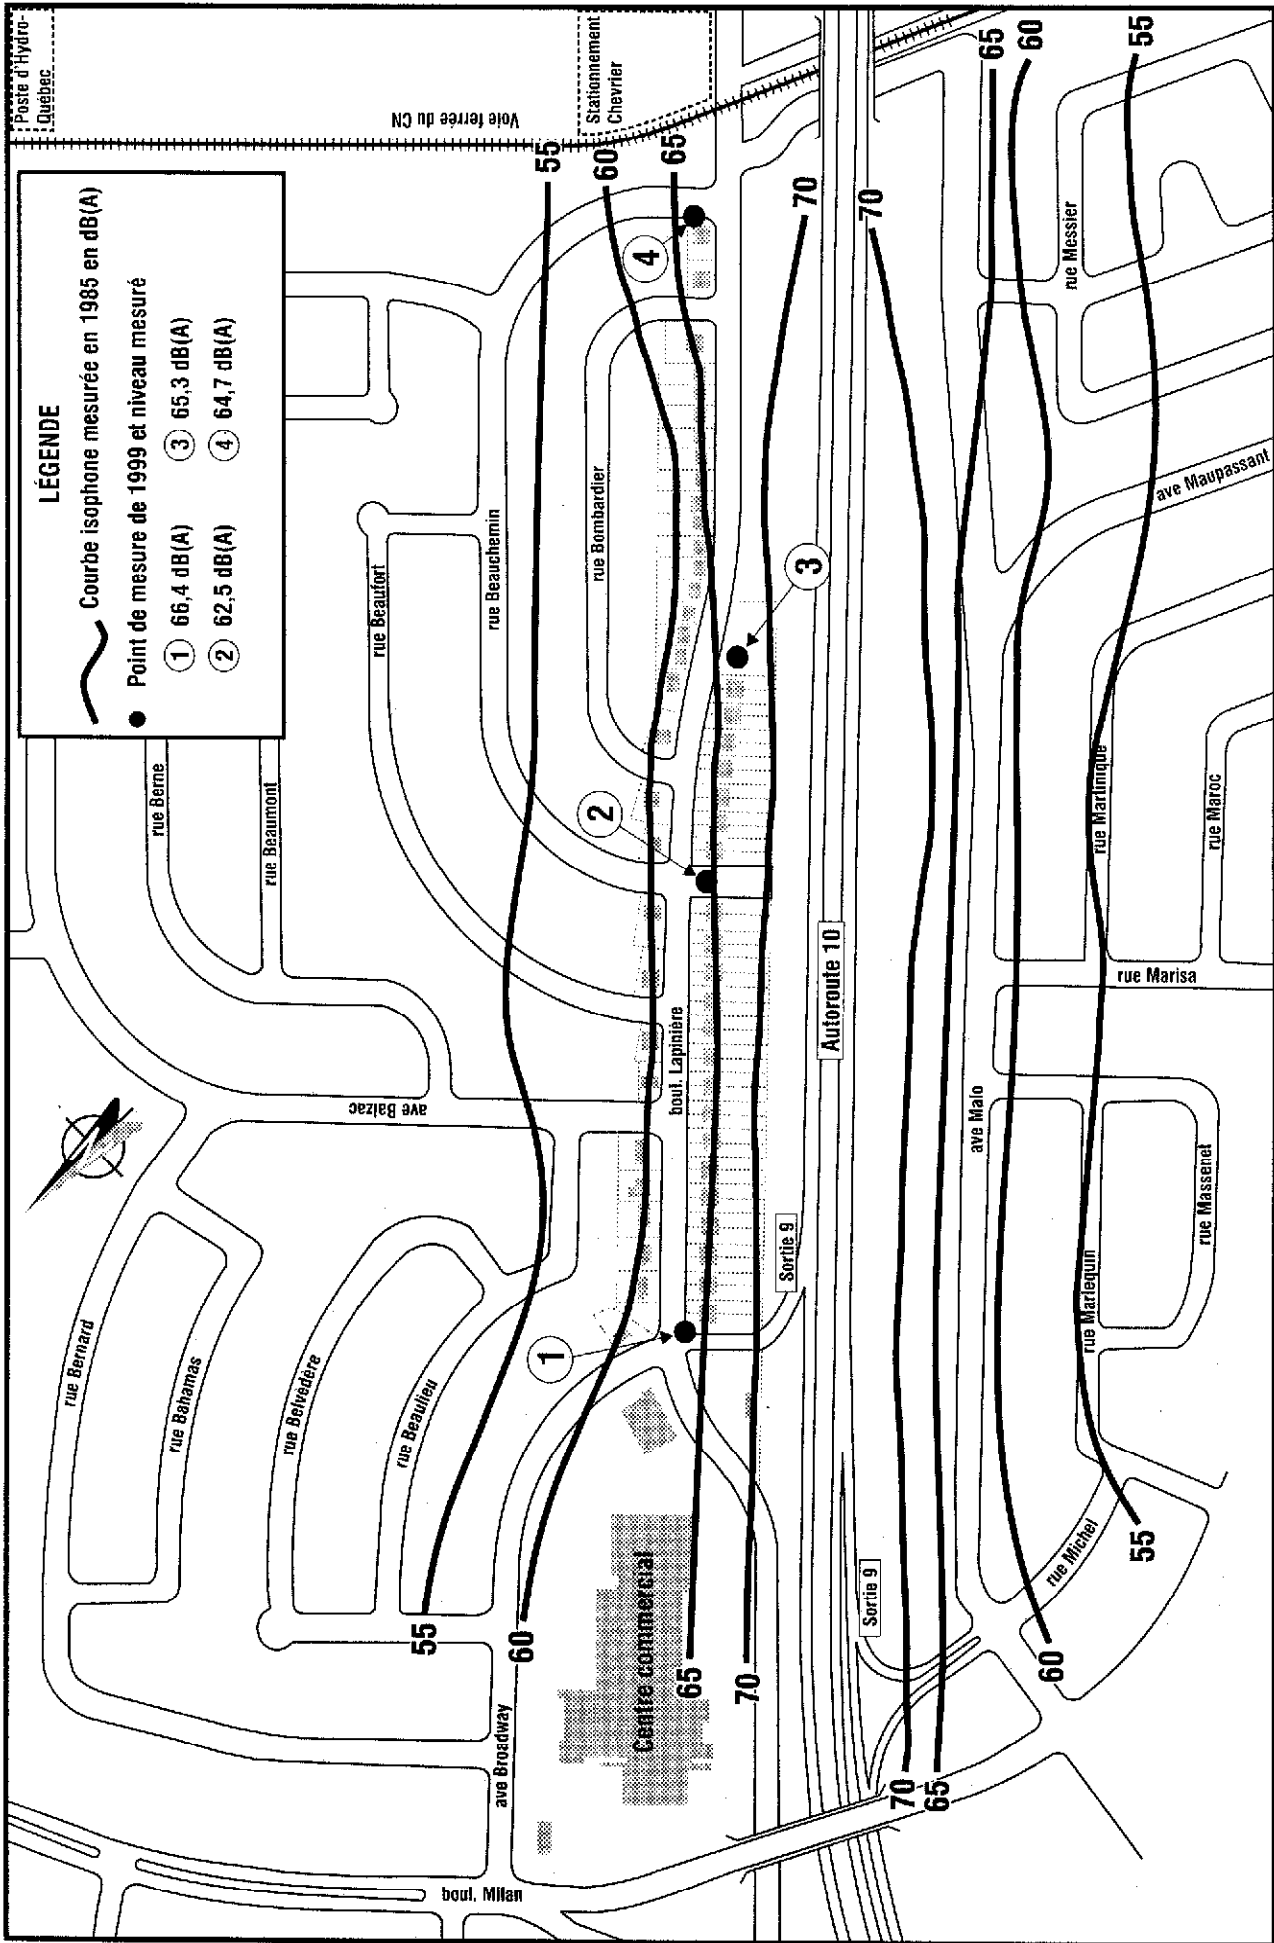 LÉGENDE
Courbe isophone mesurée en 1985 en dB(A)
Point de mesure de 1999 et niveau mesuré
1 66,4 dB(A)
3 65,3 dB(A)
2 62,5 dB(A)
4 64,7 dB(A)
Poste d'Hydro-
Québec
Voie ferrée du CN
Stationnement
Chevrier
rue Berne
rue Beaumont
rue Beaufort
rue Beauchemin
rue Bombardier
ave Balzac
rue Bernard
rue Bahamas
rue Belvédère
rue Beaulieu
ave Broadway
boul. Milan
Centre commercial
boul. Lapinière
Autoroute 10
Sortie 9
Sortie 9
ave Malo
rue Messier
ave Maupassant
rue Martinique
rue Maroc
rue Marisa
rue Massenet
rue Marlequin
rue Michel
1
2
3
4
55
60
65
70
55
60
65
70
70
65
60
55
70
65
60
55